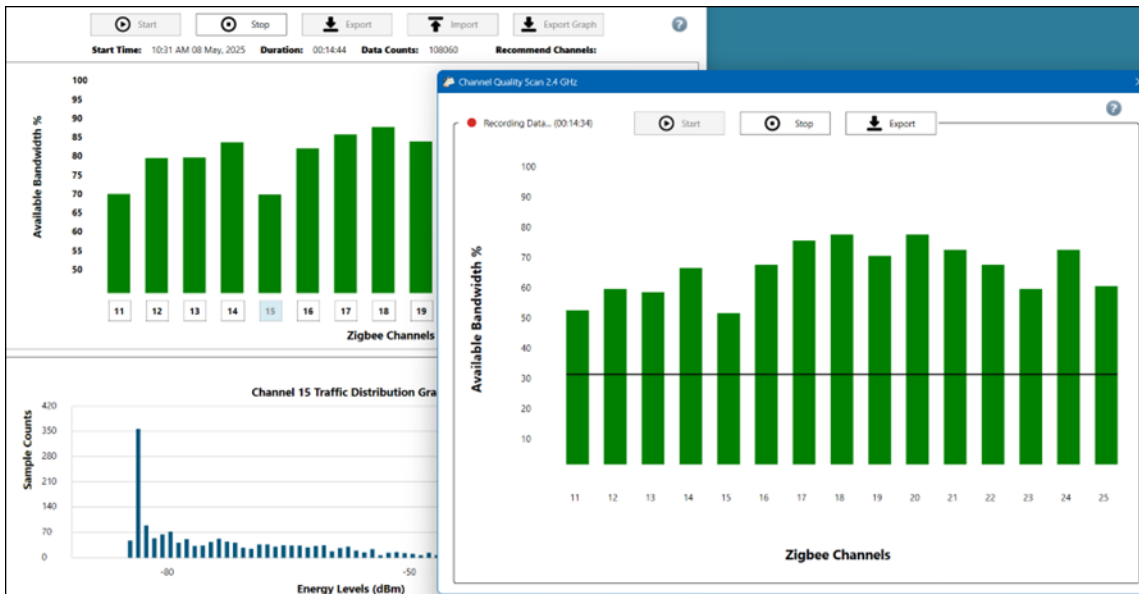 Start Stop Export Import Export Graph ?
Start Time: 10:31 AM 08 May, 2025 Duration: 00:14:44 Data Counts: 108060 Recommend Channels:
100
95
90
85
80
75
70
65
60
55
50
Available Bandwidth %
11 12 13 14 15 16 17 18 19
Zigbee Channels
Channel 15 Traffic Distribution Gra
420
350
280
210
140
70
0
Sample Counts
-80 -50
Energy Levels (dBm)
Channel Quality Scan 2.4 GHz
?
Recording Data... (00:14:34) Start Stop Export
100
90
80
70
60
50
40
30
20
10
Available Bandwidth %
11 12 13 14 15 16 17 18 19 20 21 22 23 24 25
Zigbee Channels